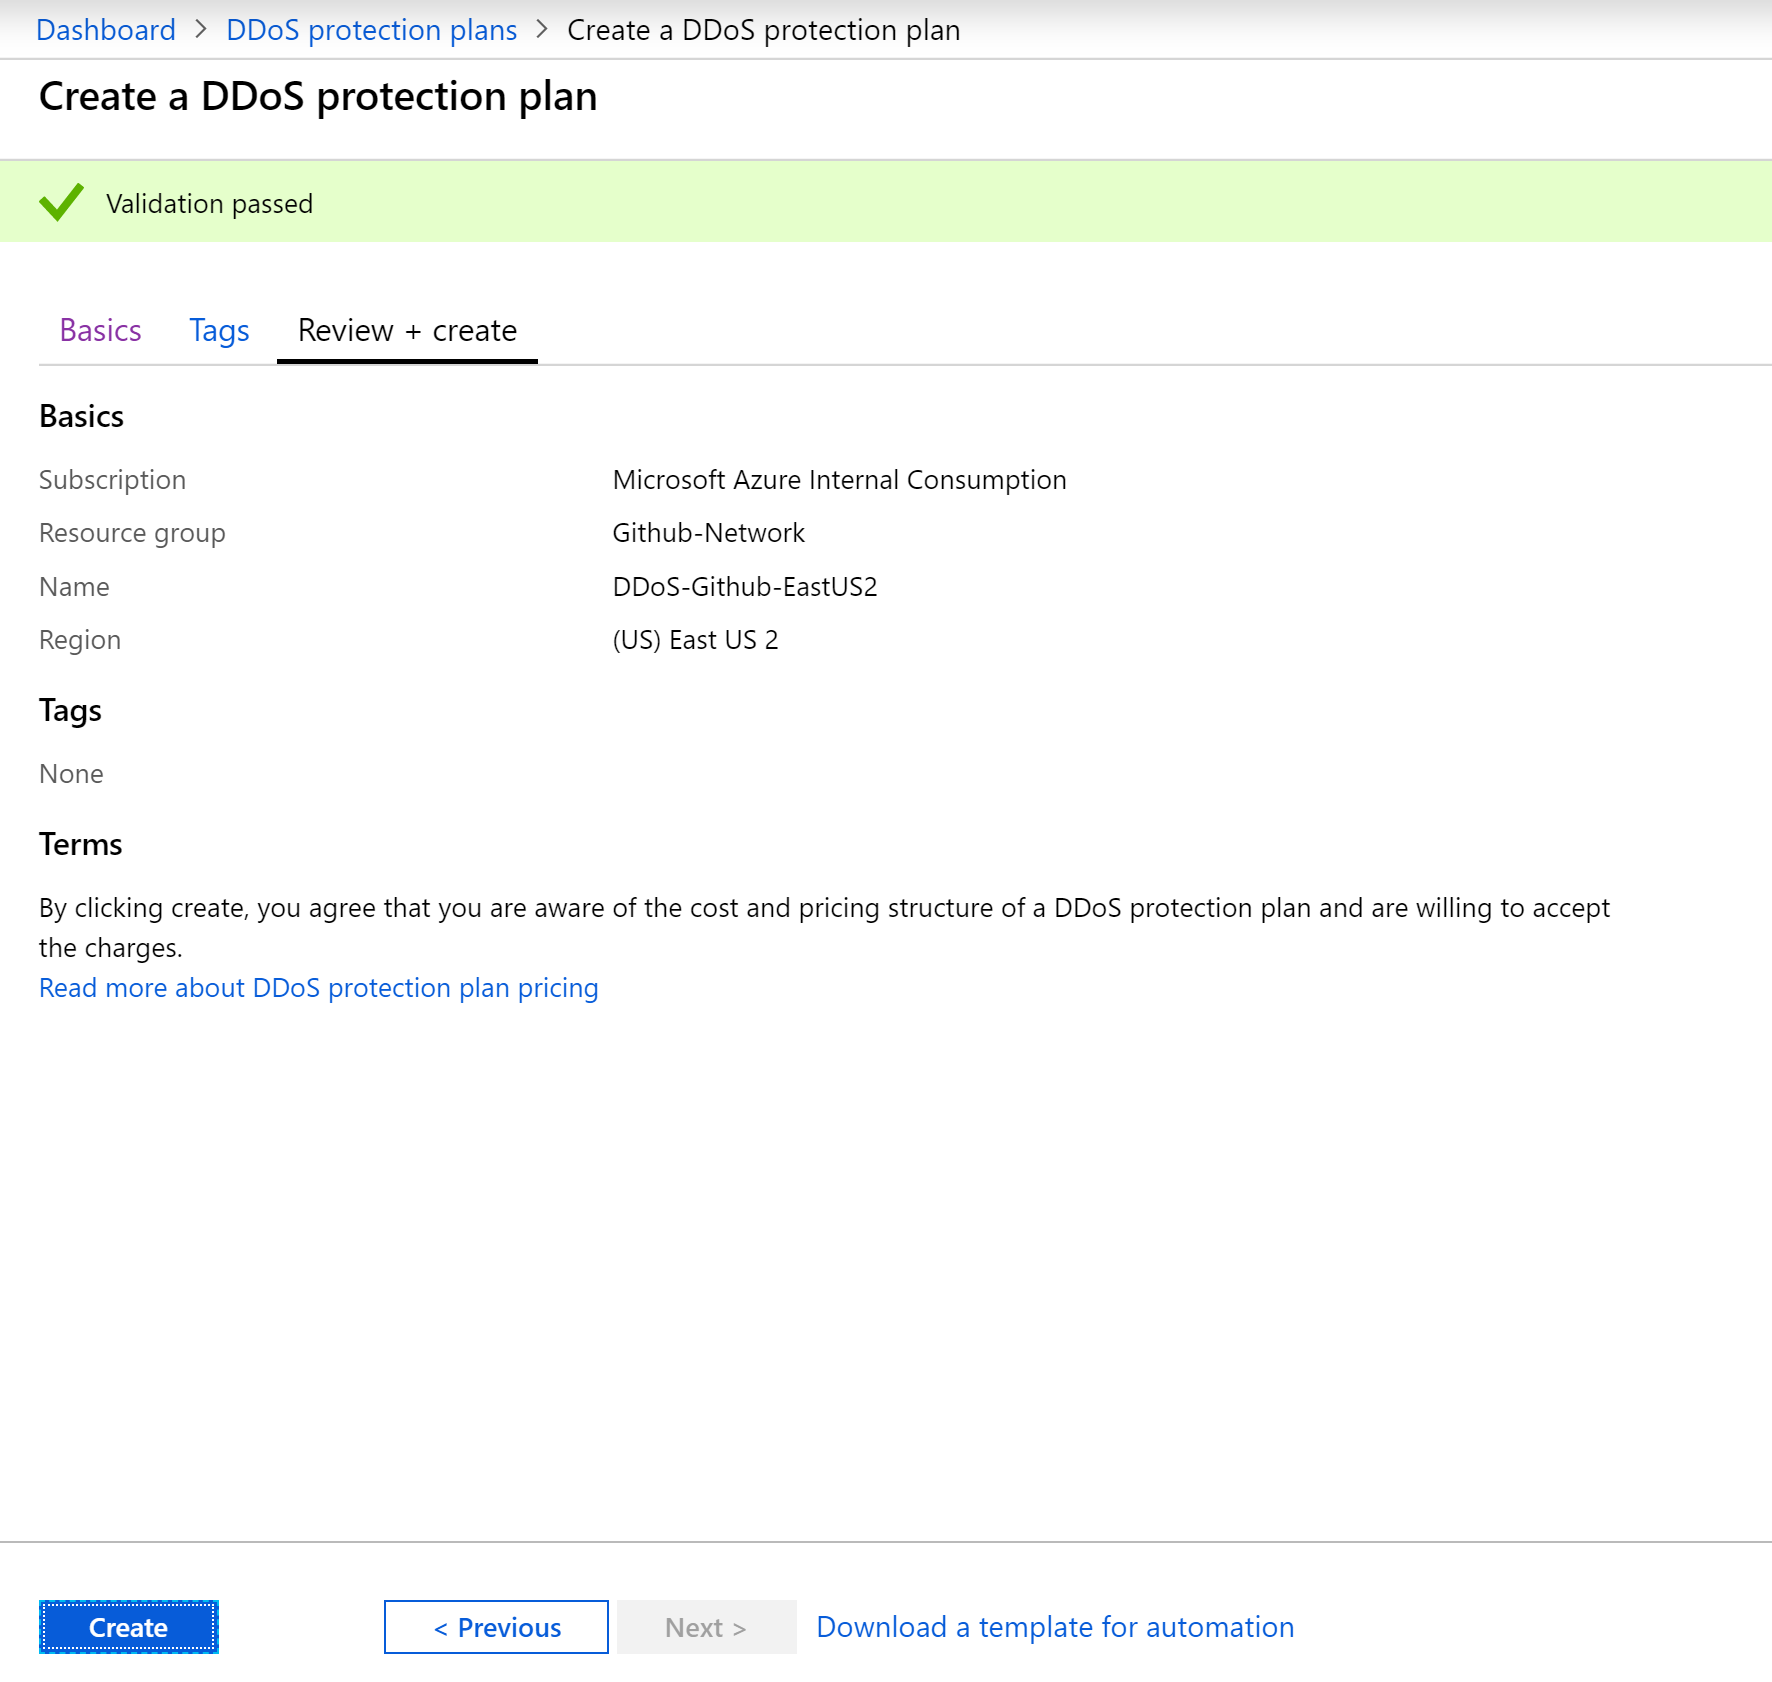 Dashboard > DDoS protection plans > Create a DDoS protection plan
Create a DDoS protection plan
Validation passed
Basics Tags Review + create
Basics
Subscription Microsoft Azure Internal Consumption
Resource group Github-Network
Name DDoS-Github-EastUS2
Region (US) East US 2
Tags
None
Terms
By clicking create, you agree that you are aware of the cost and pricing structure of a DDoS protection plan and are willing to accept
the charges.
Read more about DDoS protection plan pricing
Create < Previous Next > Download a template for automation